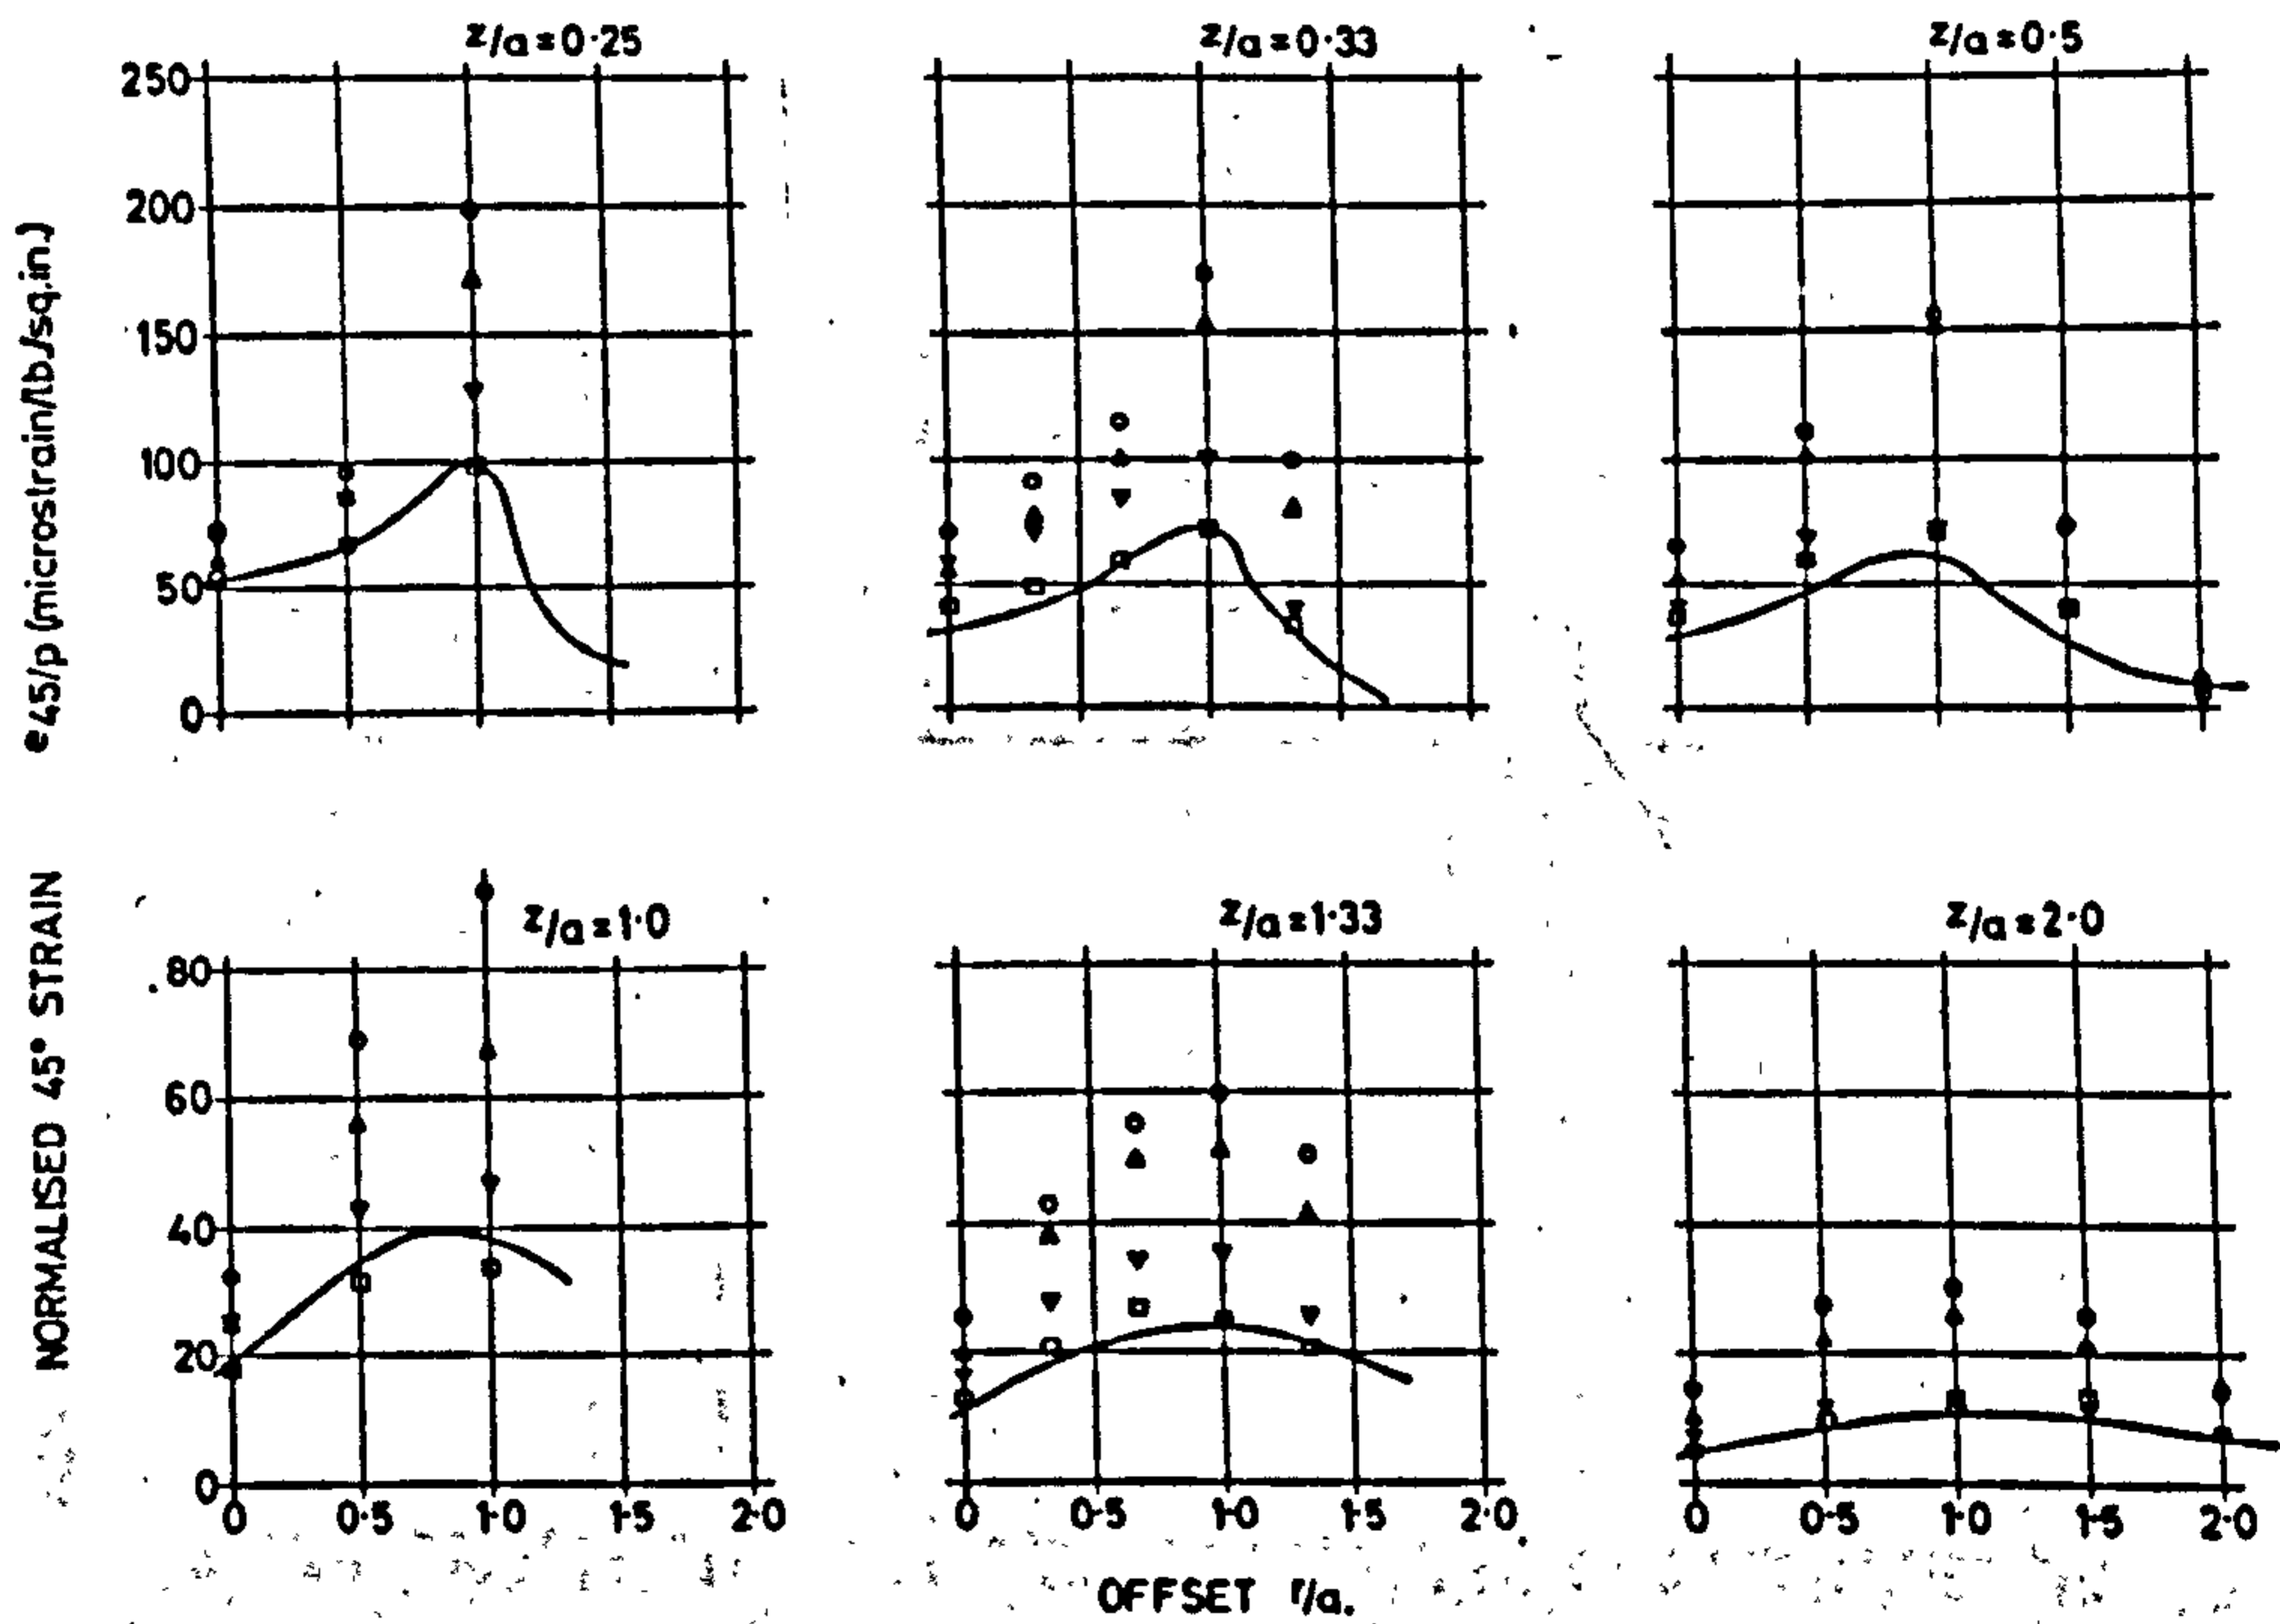 z/a=0·25
z/a=0·33
z/a=0·5
250
200
150
100
50
0
e45/p (microstrain/lb./sq.in.)
NORMALISED 45° STRAIN
z/a=1·0
z/a=1·33
z/a=2·0
80
60
40
20
0
0 0·5 1·0 1·5 2·0
0 0·5 1·0 1·5 2·0
0 0·5 1·0 1·5 2·0
OFFSET r/a.